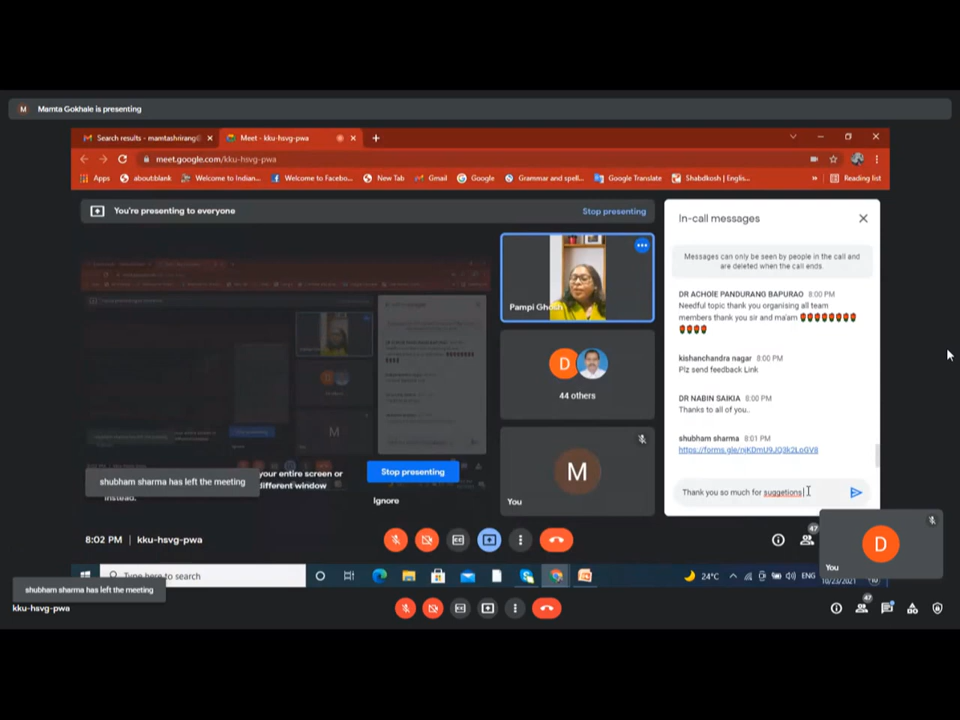 M Mamta Gokhale is presenting
Search results - mamtashrirang@
Meet - kku-hsvg-pwa
meet.google.com/kku-hsvg-pwa
Apps about:blank Welcome to Indian... Welcome to Facebo... New Tab Gmail Google Grammar and spell... Google Translate Shabdkosh | Englis... » Reading list
You're presenting to everyone
Stop presenting
Pampi Ghosh
D
44 others
M
You
In-call messages
Messages can only be seen by people in the call and
are deleted when the call ends.
DR ACHOIE PANDURANG BAPURAO 8:00 PM
Needful topic thank you organising all team
members thank you sir and ma'arn
kishanchandra nagar 8:00 PM
Plz send feedback Link
DR NABIN SAIKIA 8:00 PM
Thanks to all of you..
shubham sharma 8:01 PM
Thank you so much for suggetions
M
your entire screen or
different window
instead.
Stop presenting
Ignore
shubham sharma has left the meeting
8:02 PM | kku-hsvg-pwa
47
D
You
Type here to search
24°C
ENG
10/23/2021
shubham sharma has left the meeting
kku-hsvg-pwa
47